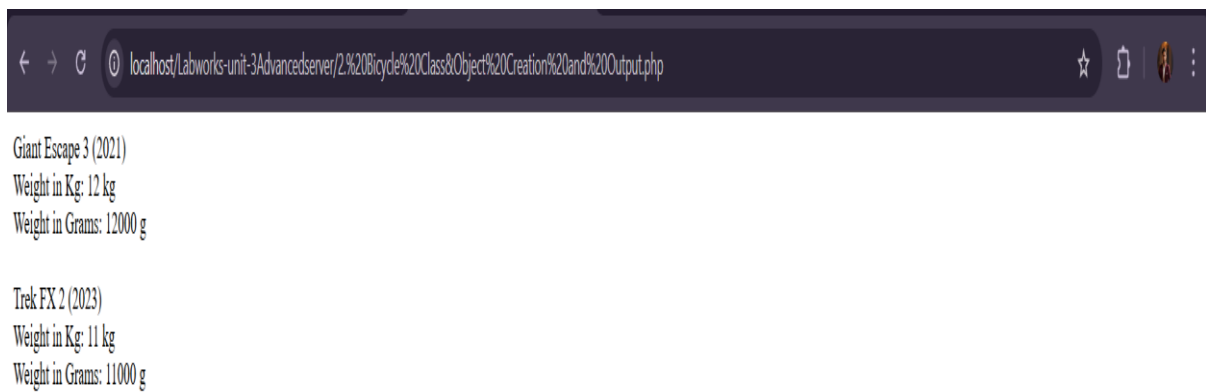 localhost/Labworks-unit-3Advancedserver/2.%20Bicycle%20Class&Object%20Creation%20and%20Output.php
Giant Escape 3 (2021)
Weight in Kg: 12 kg
Weight in Grams: 12000 g
Trek FX 2 (2023)
Weight in Kg: 11 kg
Weight in Grams: 11000 g